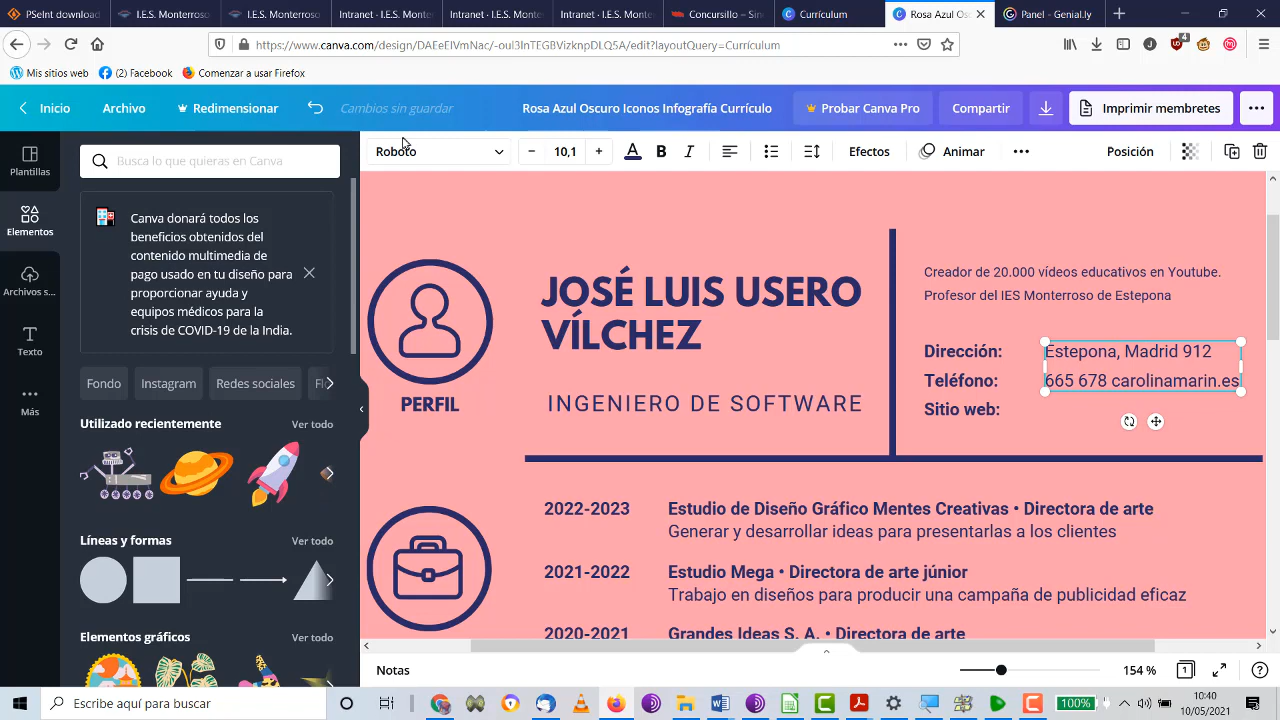 PSeint downloa
I.E.S. Monterroso
I.E.S. Monterroso
Intranet - I.E.S. M
Intranet - I.E.S. M
Intranet - I.E.S. M
Concursillo – Sin
Currículum
Rosa Azul Os
Panel - Genial.ly
https://www.canva.com/design/DAEeEIVmNac/-ouI3InTEGBVizknpDLQ5A/edit?layoutQuery=Currículum
4
Mis sitios web
(2) Facebook
Comenzar a usar Firefox
Inicio
Archivo
Redimensionar
Cambios sin guardar
Rosa Azul Oscuro Iconos Infografía Currículo
Probar Canva Pro
Compartir
Imprimir membretes
Roboto
10,1
A
B
I
Efectos
Animar
Posición
Plantillas
Elementos
Archivos s...
Texto
Más
Busca lo que quieras en Canva
Canva donará todos los
beneficios obtenidos del
contenido multimedia de
pago usado en tu diseño para
proporcionar ayuda y
equipos médicos para la
crisis de COVID-19 de la India.
Fondo
Instagram
Redes sociales
Utilizado recientemente
Ver todo
Líneas y formas
Ver todo
Elementos gráficos
Ver todo
PERFIL
JOSÉ LUIS USERO
VÍLCHEZ
INGENIERO DE SOFTWARE
Creador de 20.000 vídeos educativos en Youtube.
Profesor del IES Monterroso de Estepona
Dirección:
Estepona, Madrid 912
Teléfono:
665 678 carolinamarin.es
Sitio web:
2022-2023
Estudio de Diseño Gráfico Mentes Creativas • Directora de arte
Generar y desarrollar ideas para presentarlas a los clientes
2021-2022
Estudio Mega • Directora de arte júnior
Trabajo en diseños para producir una campaña de publicidad eficaz
2020-2021
Grandes Ideas S. A. • Directora de arte
Notas
154 %
1
Escribe aquí para buscar
100%
10:40
10/05/2021